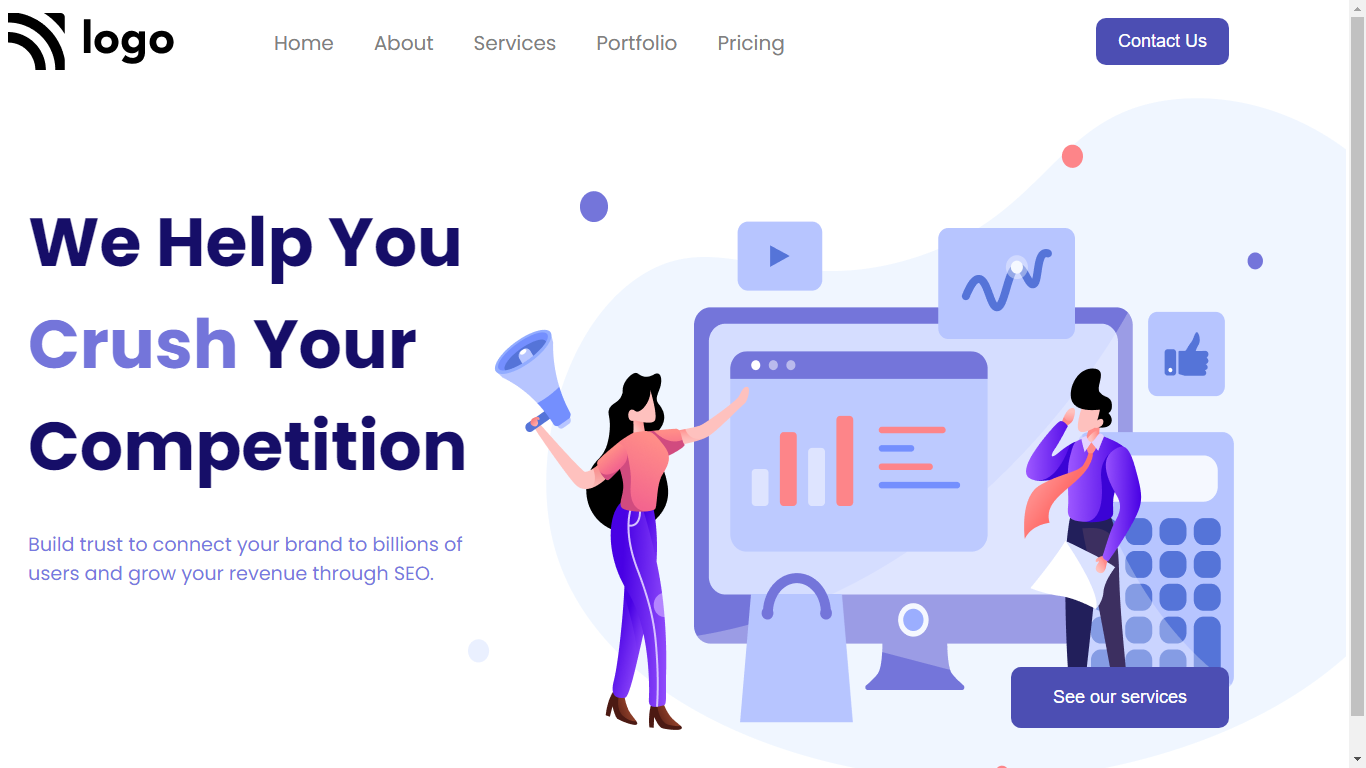 logo
Home
About
Services
Portfolio
Pricing
Contact Us
We Help You
Crush Your
Competition
Build trust to connect your brand to billions of
users and grow your revenue through SEO.
See our services